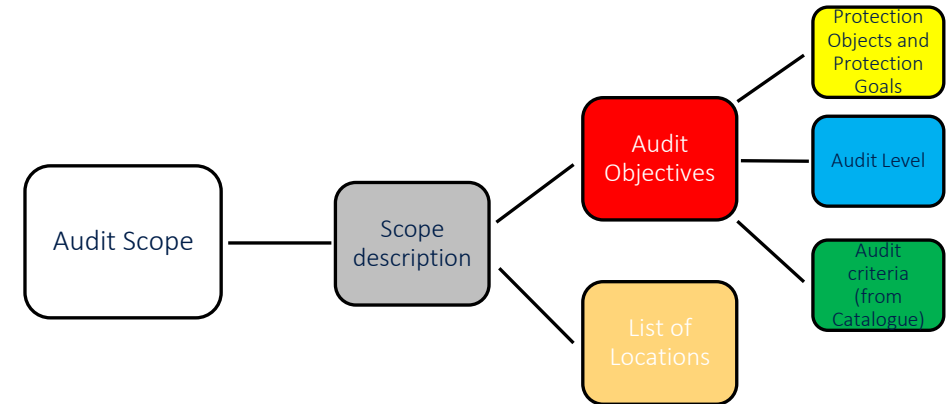 Audit Scope
Scope
description
Audit
Objectives
List of
Locations
Protection
Objects and
Protection
Goals
Audit Level
Audit
criteria
(from
Catalogue)